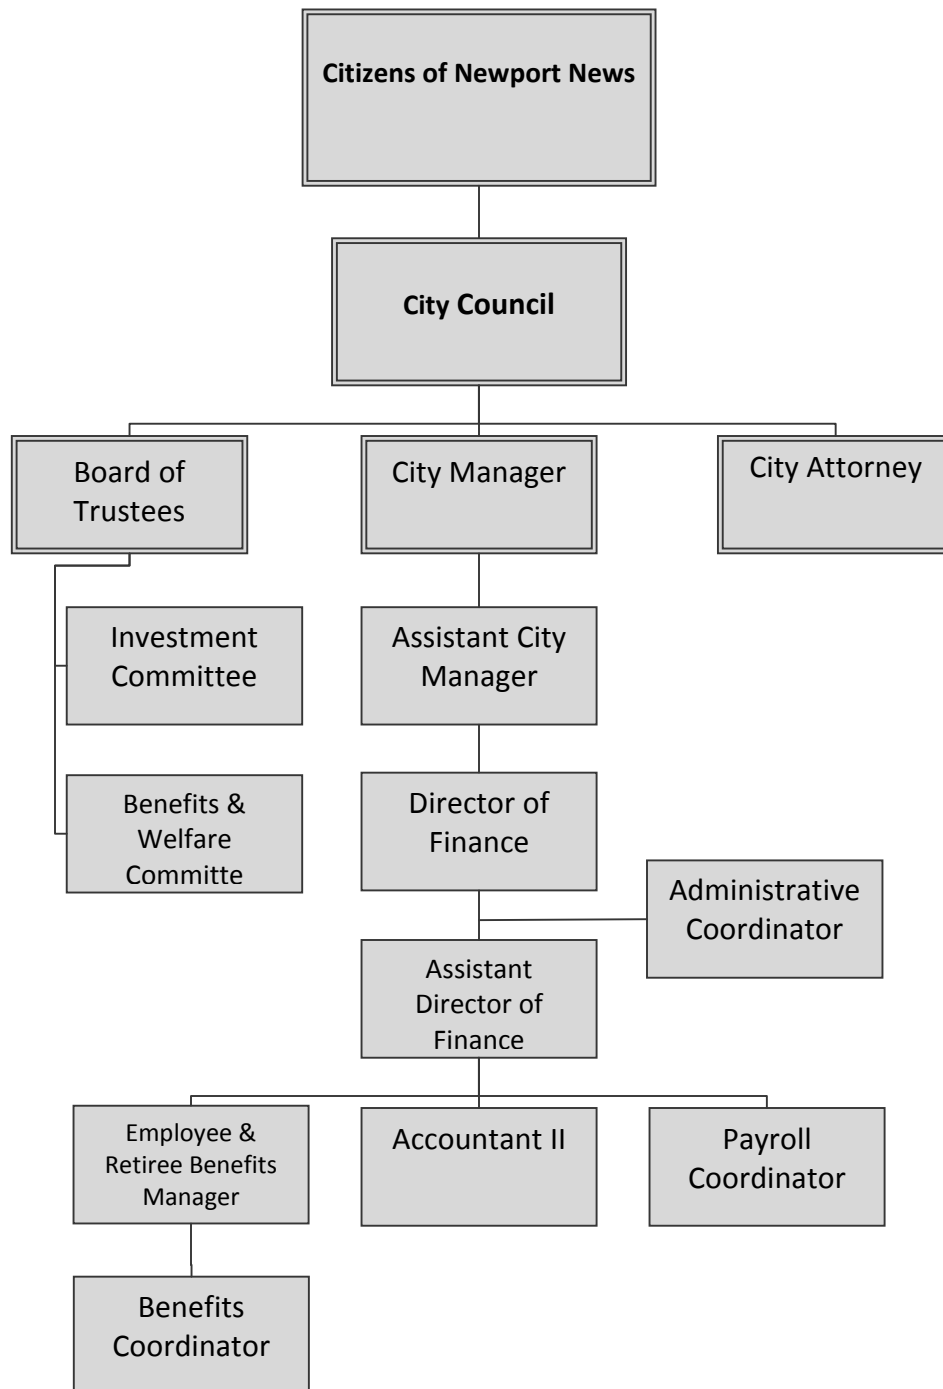 Citizens of Newport News
City Council
Board of
Trustees
City Manager
City Attorney
Investment
Committee
Assistant City
Manager
Benefits &
Welfare
Committe
Director of
Finance
Administrative
Coordinator
Assistant
Director of
Finance
Employee &
Retiree Benefits
Manager
Accountant II
Payroll
Coordinator
Benefits
Coordinator